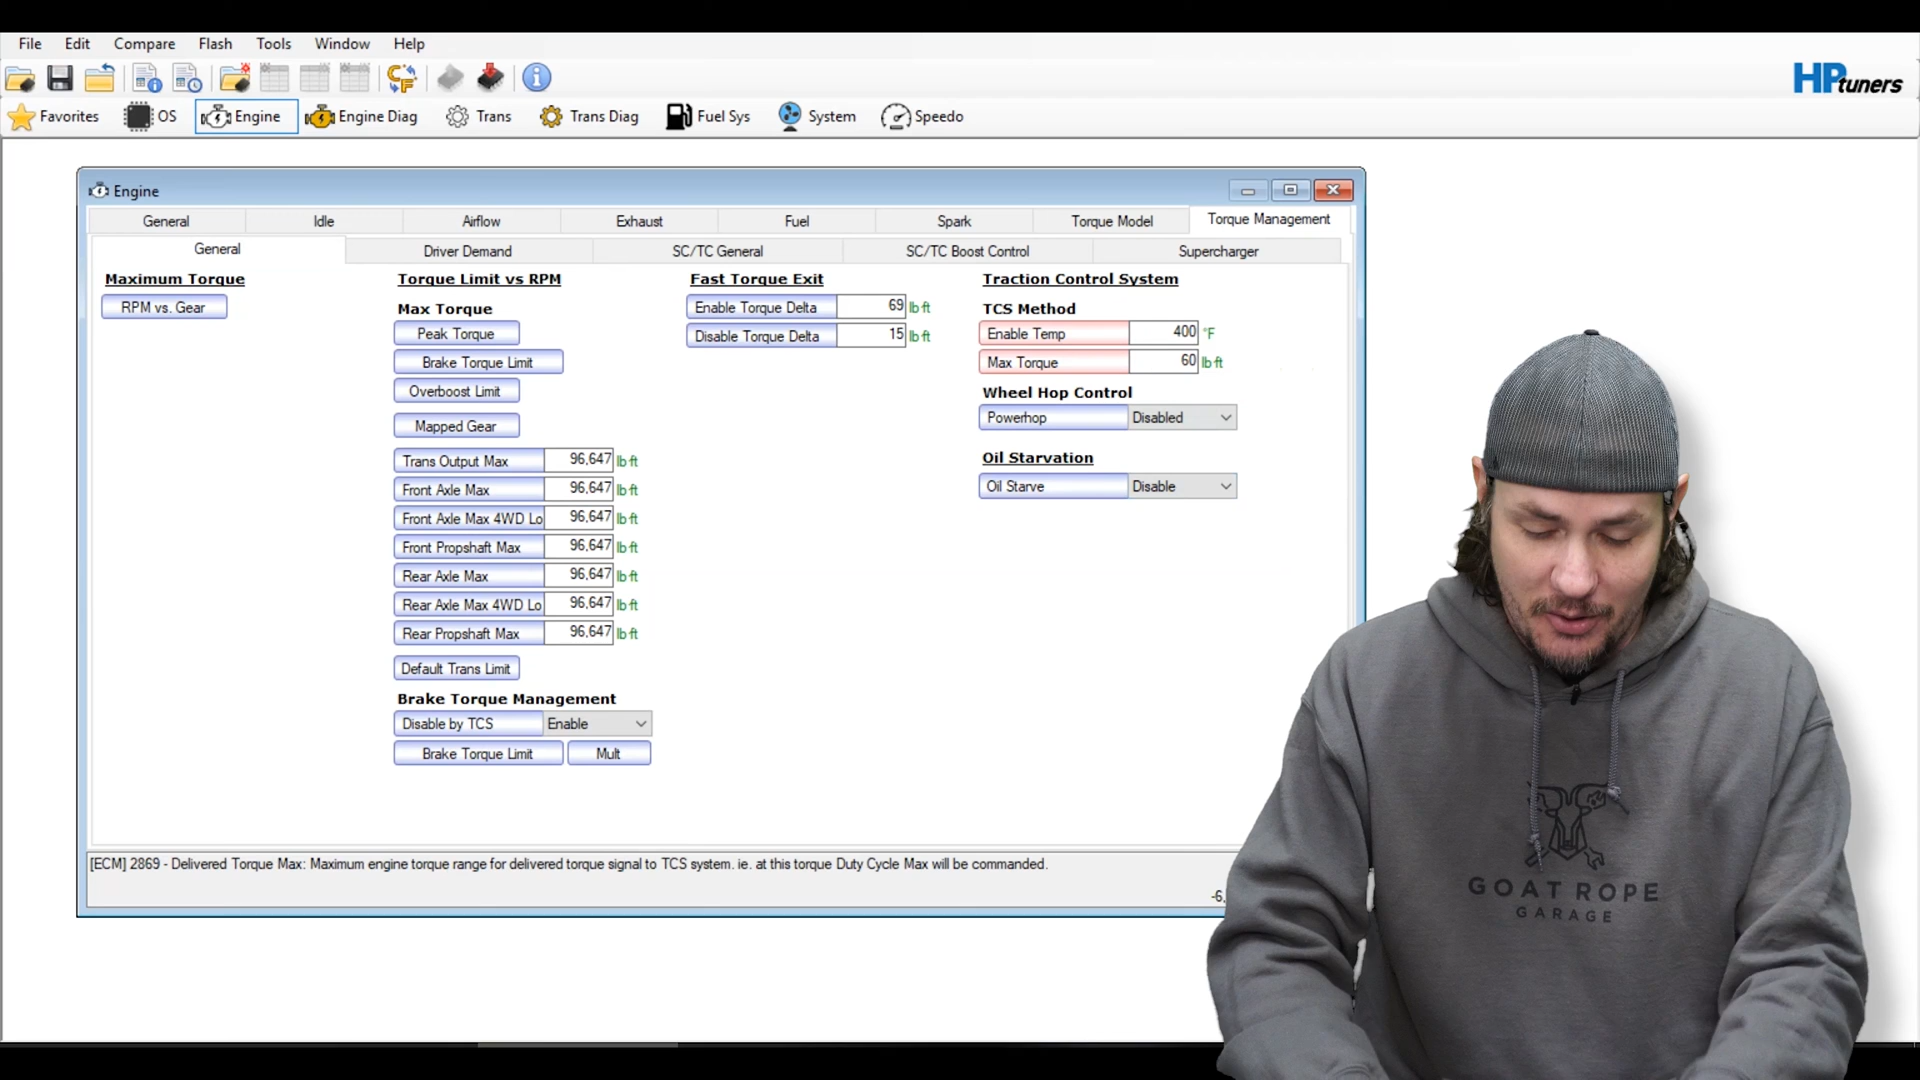 File Edit Compare Flash Tools Window Help
HPtuners
Favorites OS Engine Engine Diag Trans Trans Diag Fuel Sys System Speedo
Engine
General Idle Airflow Exhaust Fuel Spark Torque Model Torque Management
General Driver Demand SC/TC General SC/TC Boost Control Supercharger
Maximum Torque
RPM vs. Gear
Torque Limit vs RPM
Max Torque
Peak Torque
Brake Torque Limit
Overboost Limit
Mapped Gear
Trans Output Max 96,647 lb·ft
Front Axle Max 96,647 lb·ft
Front Axle Max 4WD Lo 96,647 lb·ft
Front Propshaft Max 96,647 lb·ft
Rear Axle Max 96,647 lb·ft
Rear Axle Max 4WD Lo 96,647 lb·ft
Rear Propshaft Max 96,647 lb·ft
Default Trans Limit
Brake Torque Management
Disable by TCS Enable
Brake Torque Limit Mult
Fast Torque Exit
Enable Torque Delta 69 lb·ft
Disable Torque Delta 15 lb·ft
Traction Control System
TCS Method
Enable Temp 400 °F
Max Torque 60 lb·ft
Wheel Hop Control
Powerhop Disabled
Oil Starvation
Oil Starve Disable
[ECM] 2869 - Delivered Torque Max: Maximum engine torque range for delivered torque signal to TCS system. ie. at this torque Duty Cycle Max will be commanded.
-6,
GOAT ROPE
GARAGE